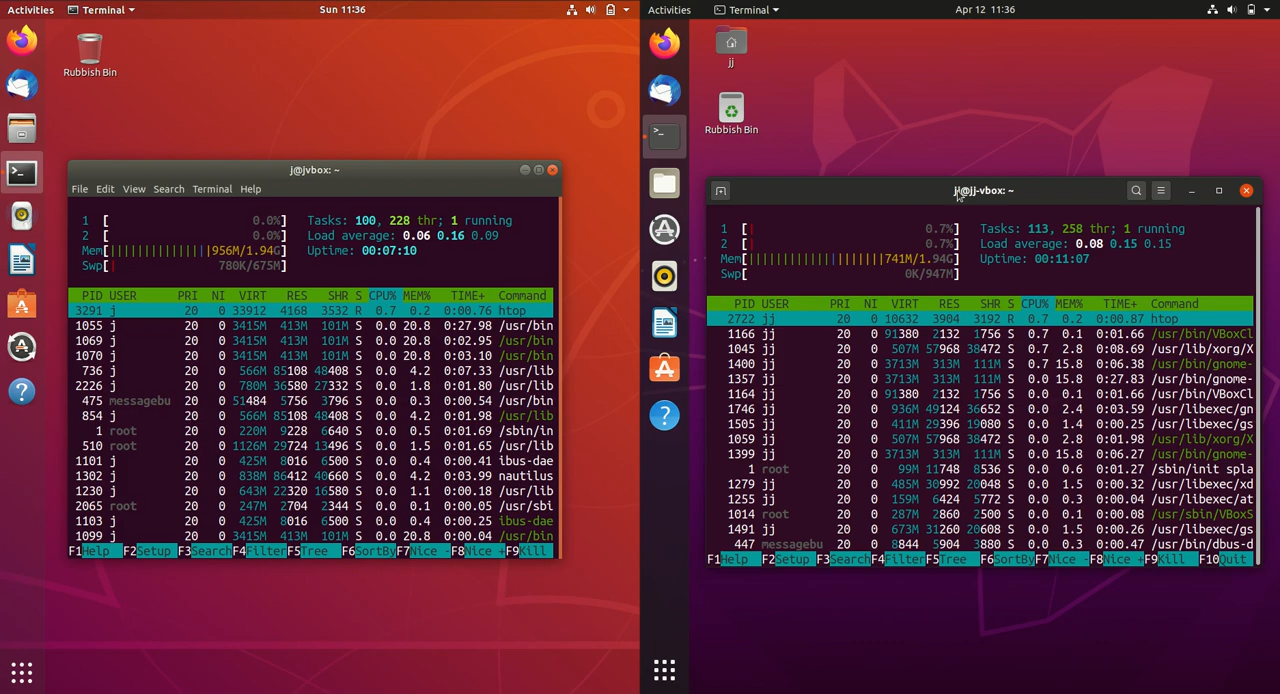 Activities Terminal Sun 11:36
Rubbish Bin
j@jvbox: ~
File Edit View Search Terminal Help
1 [ 0.0%] Tasks: 100, 228 thr; 1 running
2 [ 0.0%] Load average: 0.06 0.16 0.09
Mem[||||||||||||||||956M/1.94G] Uptime: 00:07:10
Swp[| 780K/675M]
PID USER PRI NI VIRT RES SHR S CPU% MEM% TIME+ Command
3291 j 20 0 33912 4168 3532 R 0.7 0.2 0:00.76 htop
1055 j 20 0 3415M 413M 101M S 0.0 20.8 0:27.98 /usr/bin
1069 j 20 0 3415M 413M 101M S 0.0 20.8 0:02.95 /usr/bin
1070 j 20 0 3415M 413M 101M S 0.0 20.8 0:03.10 /usr/bin
736 j 20 0 566M 85108 48408 S 0.0 4.2 0:07.33 /usr/lib
2226 j 20 0 780M 36580 27332 S 0.0 1.8 0:01.80 /usr/lib
475 messagebu 20 0 51484 5756 3796 S 0.0 0.3 0:00.54 /usr/bin
854 j 20 0 566M 85108 48408 S 0.0 4.2 0:01.98 /usr/lib
1 root 20 0 220M 9228 6640 S 0.0 0.5 0:01.69 /sbin/in
510 root 20 0 1126M 29724 13496 S 0.0 1.5 0:01.65 /usr/lib
1101 j 20 0 425M 8016 6500 S 0.0 0.4 0:00.41 ibus-dae
1302 j 20 0 838M 86412 40660 S 0.0 4.2 0:03.99 nautilus
1230 j 20 0 643M 22320 16580 S 0.0 1.1 0:00.18 /usr/lib
2065 root 20 0 247M 2704 2344 S 0.0 0.1 0:00.05 /usr/sbi
1103 j 20 0 425M 8016 6500 S 0.0 0.4 0:00.25 ibus-dae
1099 j 20 0 3415M 413M 101M S 0.0 20.8 0:00.04 /usr/bin
F1Help F2Setup F3SearchF4FilterF5Tree F6SortByF7Nice -F8Nice +F9Kill
Activities Terminal Apr 12 11:36
jj
Rubbish Bin
jj@jj-vbox: ~
1 [| 0.7%] Tasks: 113, 258 thr; 1 running
2 [| 0.7%] Load average: 0.08 0.15 0.15
Mem[||||||||||||||||||||741M/1.94G] Uptime: 00:11:07
Swp[ 0K/947M]
PID USER PRI NI VIRT RES SHR S CPU% MEM% TIME+ Command
2722 jj 20 0 10632 3904 3192 R 0.7 0.2 0:00.87 htop
1166 jj 20 0 91380 2132 1756 S 0.7 0.1 0:01.66 /usr/bin/VBoxCl
1045 jj 20 0 507M 57968 38472 S 0.7 2.8 0:08.69 /usr/lib/xorg/X
1400 jj 20 0 3713M 313M 111M S 0.7 15.8 0:06.38 /usr/bin/gnome-
1357 jj 20 0 3713M 313M 111M S 0.7 15.8 0:27.83 /usr/bin/gnome-
1164 jj 20 0 91380 2132 1756 S 0.0 0.1 0:01.66 /usr/bin/VBoxCl
1746 jj 20 0 936M 49124 36652 S 0.0 2.4 0:03.59 /usr/libexec/gn
1505 jj 20 0 411M 29396 19080 S 0.0 1.4 0:00.25 /usr/libexec/gs
1059 jj 20 0 507M 57968 38472 S 0.0 2.8 0:01.98 /usr/lib/xorg/X
1399 jj 20 0 3713M 313M 111M S 0.0 15.8 0:06.27 /usr/bin/gnome-
1 root 20 0 99M 11748 8536 S 0.0 0.6 0:01.27 /sbin/init spla
1279 jj 20 0 485M 30992 20048 S 0.0 1.5 0:00.32 /usr/libexec/xd
1255 jj 20 0 159M 6424 5772 S 0.0 0.3 0:00.04 /usr/libexec/at
1014 root 20 0 287M 2860 2500 S 0.0 0.1 0:00.08 /usr/sbin/VBoxS
1491 jj 20 0 673M 31260 20608 S 0.0 1.5 0:00.26 /usr/libexec/gs
447 messagebu 20 0 8844 5904 3880 S 0.0 0.3 0:00.47 /usr/bin/dbus-d
F1Help F2Setup F3SearchF4FilterF5Tree F6SortByF7Nice -F8Nice +F9Kill F10Quit